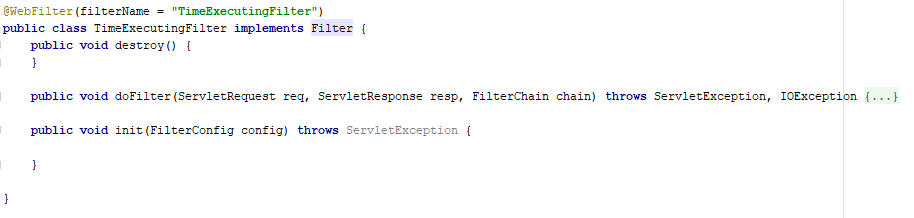 @WebFilter(filterName = "TimeExecutingFilter")
public class TimeExecutingFilter implements Filter {
public void destroy() {
}
public void doFilter(ServletRequest req, ServletResponse resp, FilterChain chain) throws ServletException, IOException {...}
public void init(FilterConfig config) throws ServletException {
}
}